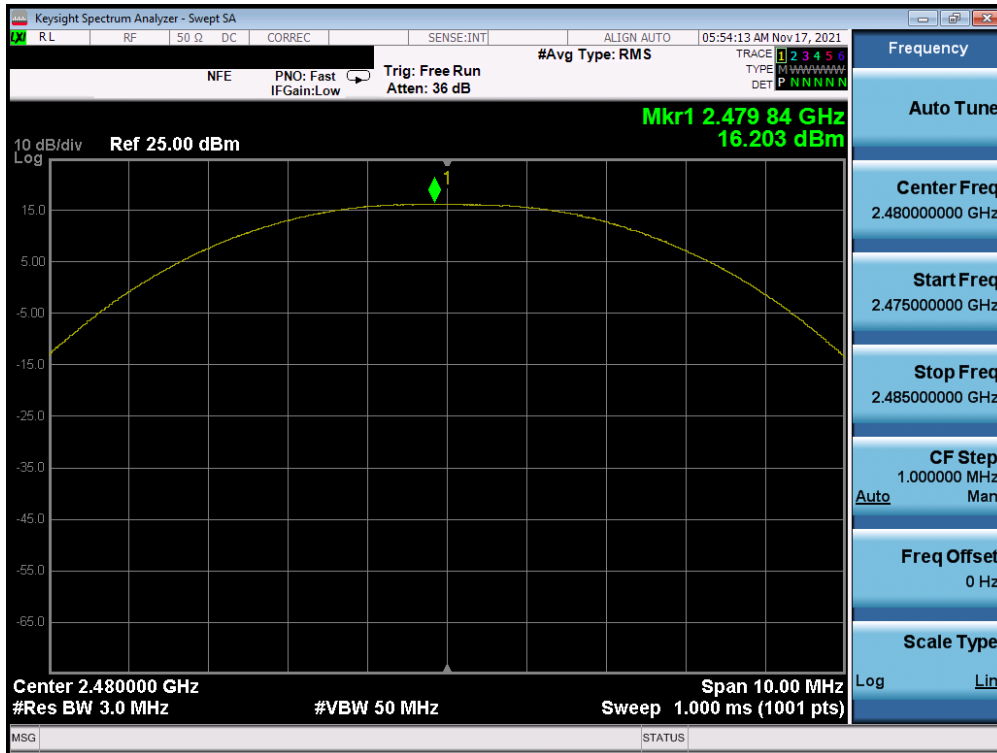 Keysight Spectrum Analyzer - Swept SA
LXI RL RF 50 Ω DC CORREC SENSE:INT ALIGN AUTO 05:54:13 AM Nov 17, 2021
NFE PNO: Fast Trig: Free Run #Avg Type: RMS TRACE 1 2 3 4 5 6
IFGain:Low Atten: 36 dB TYPE M WWWWW
DET P N N N N N
Mkr1 2.479 84 GHz
16.203 dBm
10 dB/div Ref 25.00 dBm
Log
1
15.0
5.00
-5.00
-15.0
-25.0
-35.0
-45.0
-55.0
-65.0
Center 2.480000 GHz Span 10.00 MHz
#Res BW 3.0 MHz #VBW 50 MHz Sweep 1.000 ms (1001 pts)
MSG STATUS
Frequency
Auto Tune
Center Freq
2.480000000 GHz
Start Freq
2.475000000 GHz
Stop Freq
2.485000000 GHz
CF Step
1.000000 MHz
Auto Man
Freq Offset
0 Hz
Scale Type
Log Lin